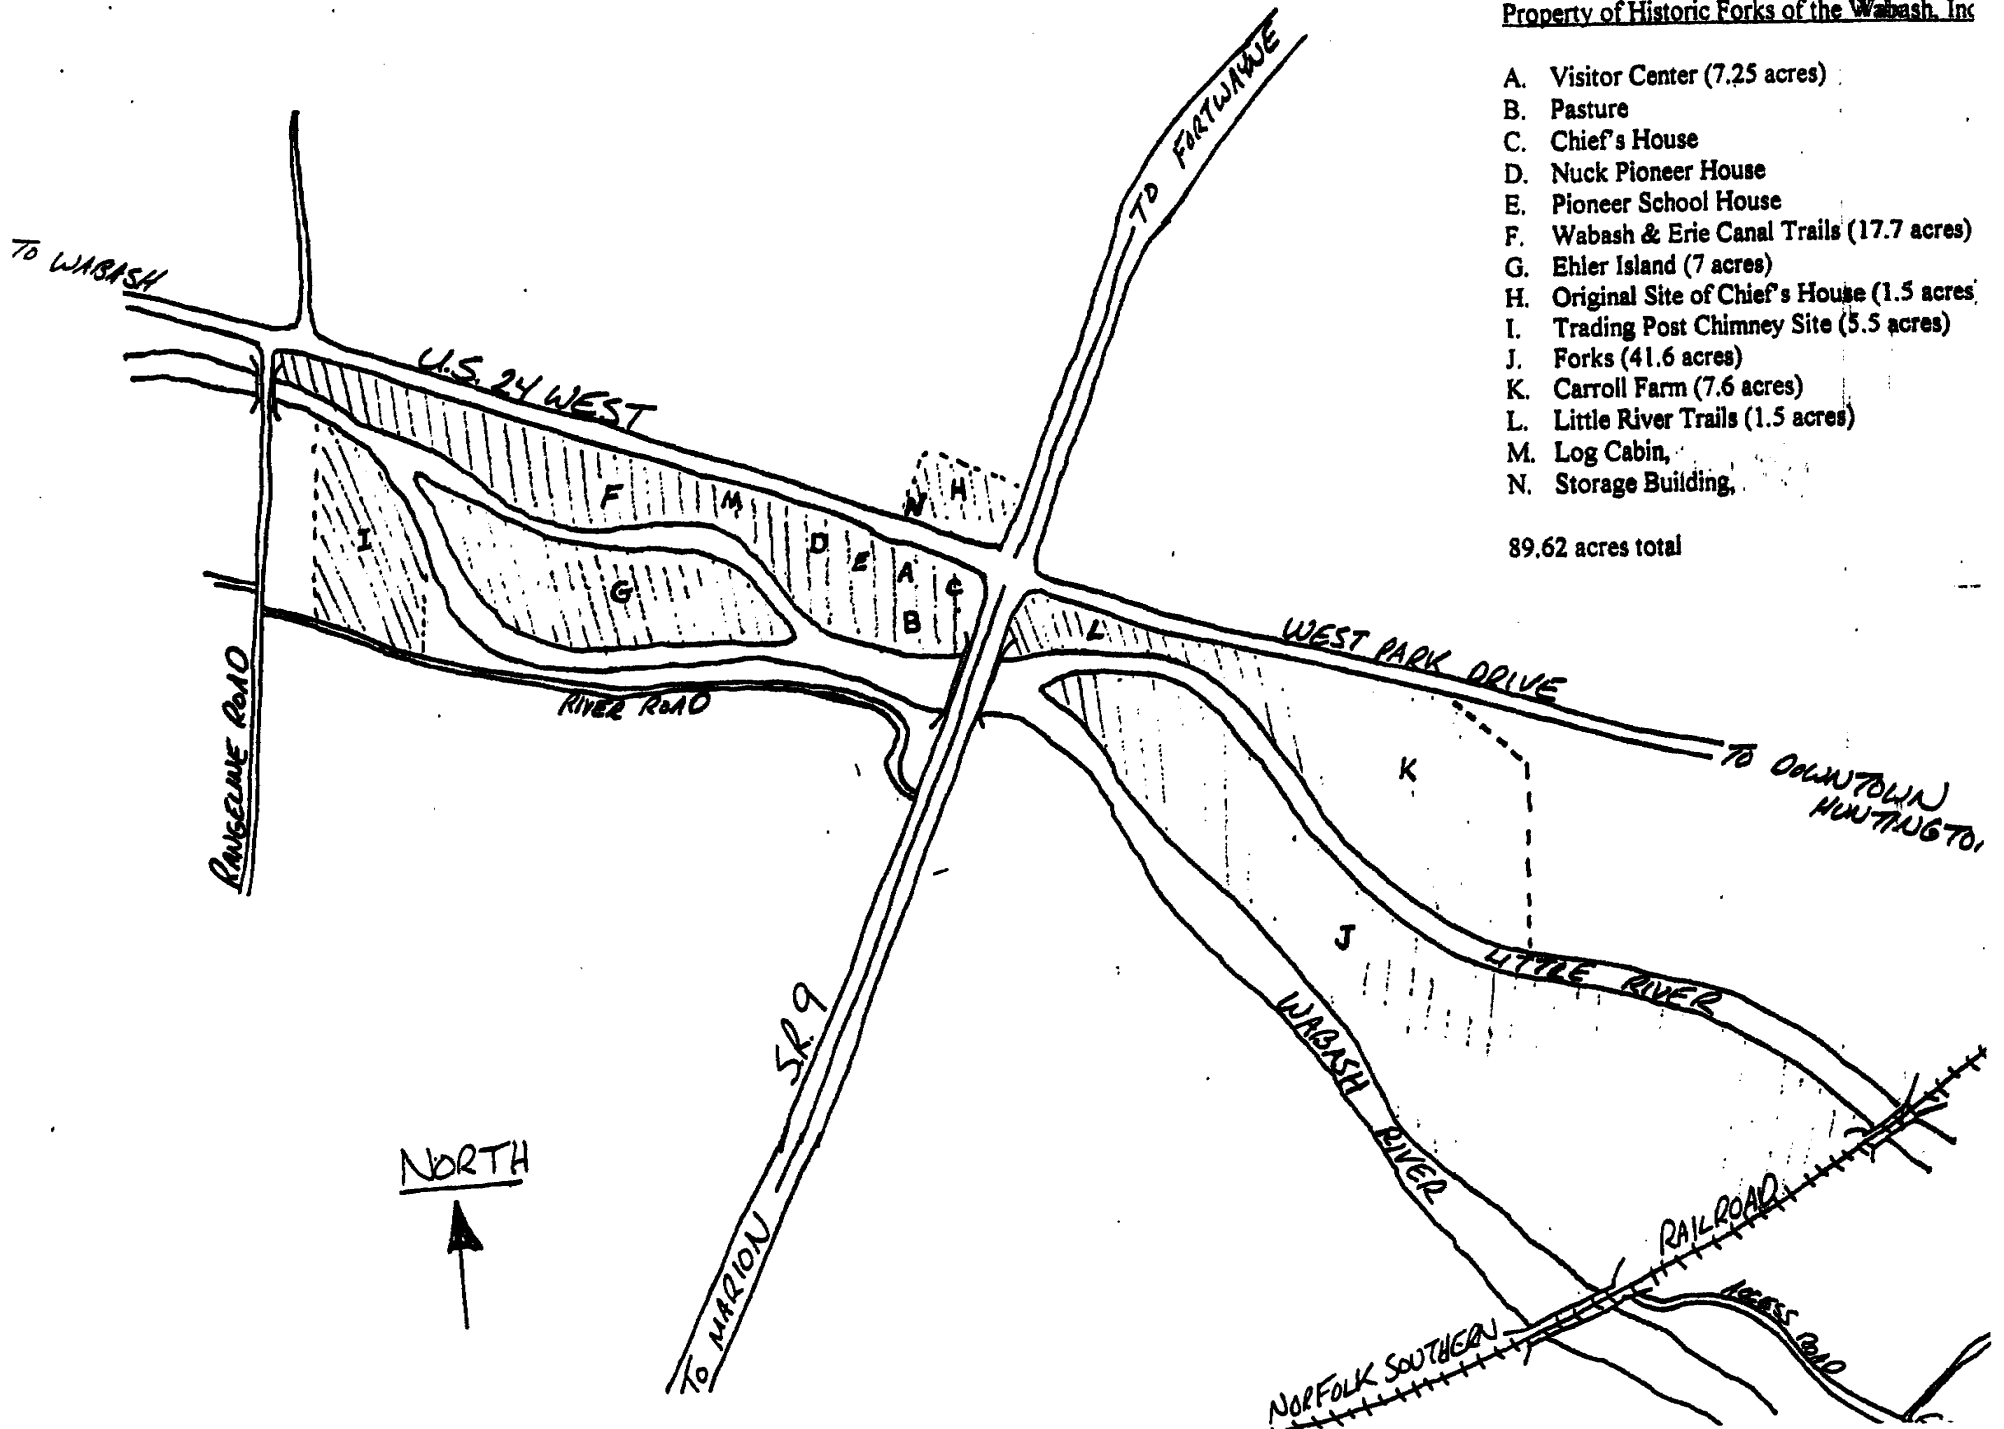 Property of Historic Forks of the Wabash, Inc
A. Visitor Center (7.25 acres)
B. Pasture
C. Chief's House
D. Nuck Pioneer House
E. Pioneer School House
F. Wabash & Erie Canal Trails (17.7 acres)
G. Ehler Island (7 acres)
H. Original Site of Chief's House (1.5 acres
I. Trading Post Chimney Site (5.5 acres)
J. Forks (41.6 acres)
K. Carroll Farm (7.6 acres)
L. Little River Trails (1.5 acres)
M. Log Cabin,
N. Storage Building,
89.62 acres total
TO FORTWAYNE
TO WABASH
U.S. 24 WEST
N
H
F
M
I
D
E
A
C
G
B
L
WEST PARK DRIVE
RIVER ROAD
RANGELINE ROAD
K
TO DOWNTOWN
HUNTINGTO
J
LITTLE RIVER
S.R. 9
WABASH RIVER
NORTH
TO MARION
RAILROAD
NORFOLK SOUTHERN
ACCESS ROAD